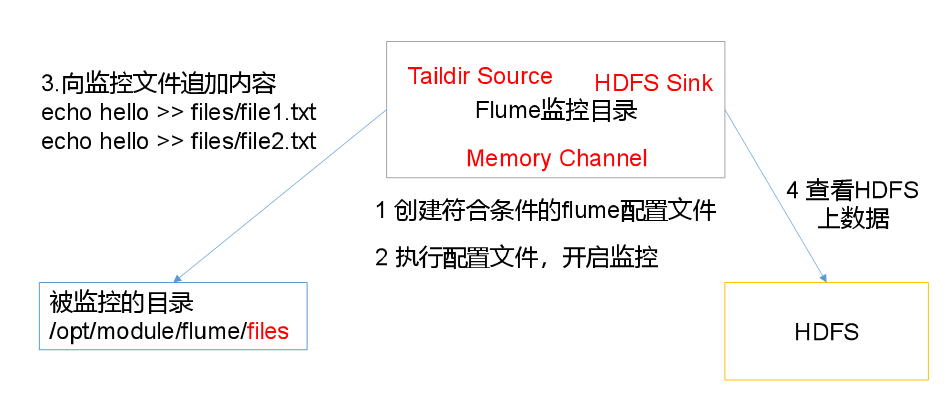 3.向监控文件追加内容
echo hello >> files/file1.txt
echo hello >> files/file2.txt
Taildir Source
HDFS Sink
Flume监控目录
Memory Channel
1 创建符合条件的flume配置文件
2 执行配置文件，开启监控
4 查看HDFS
上数据
被监控的目录
/opt/module/flume/files
HDFS